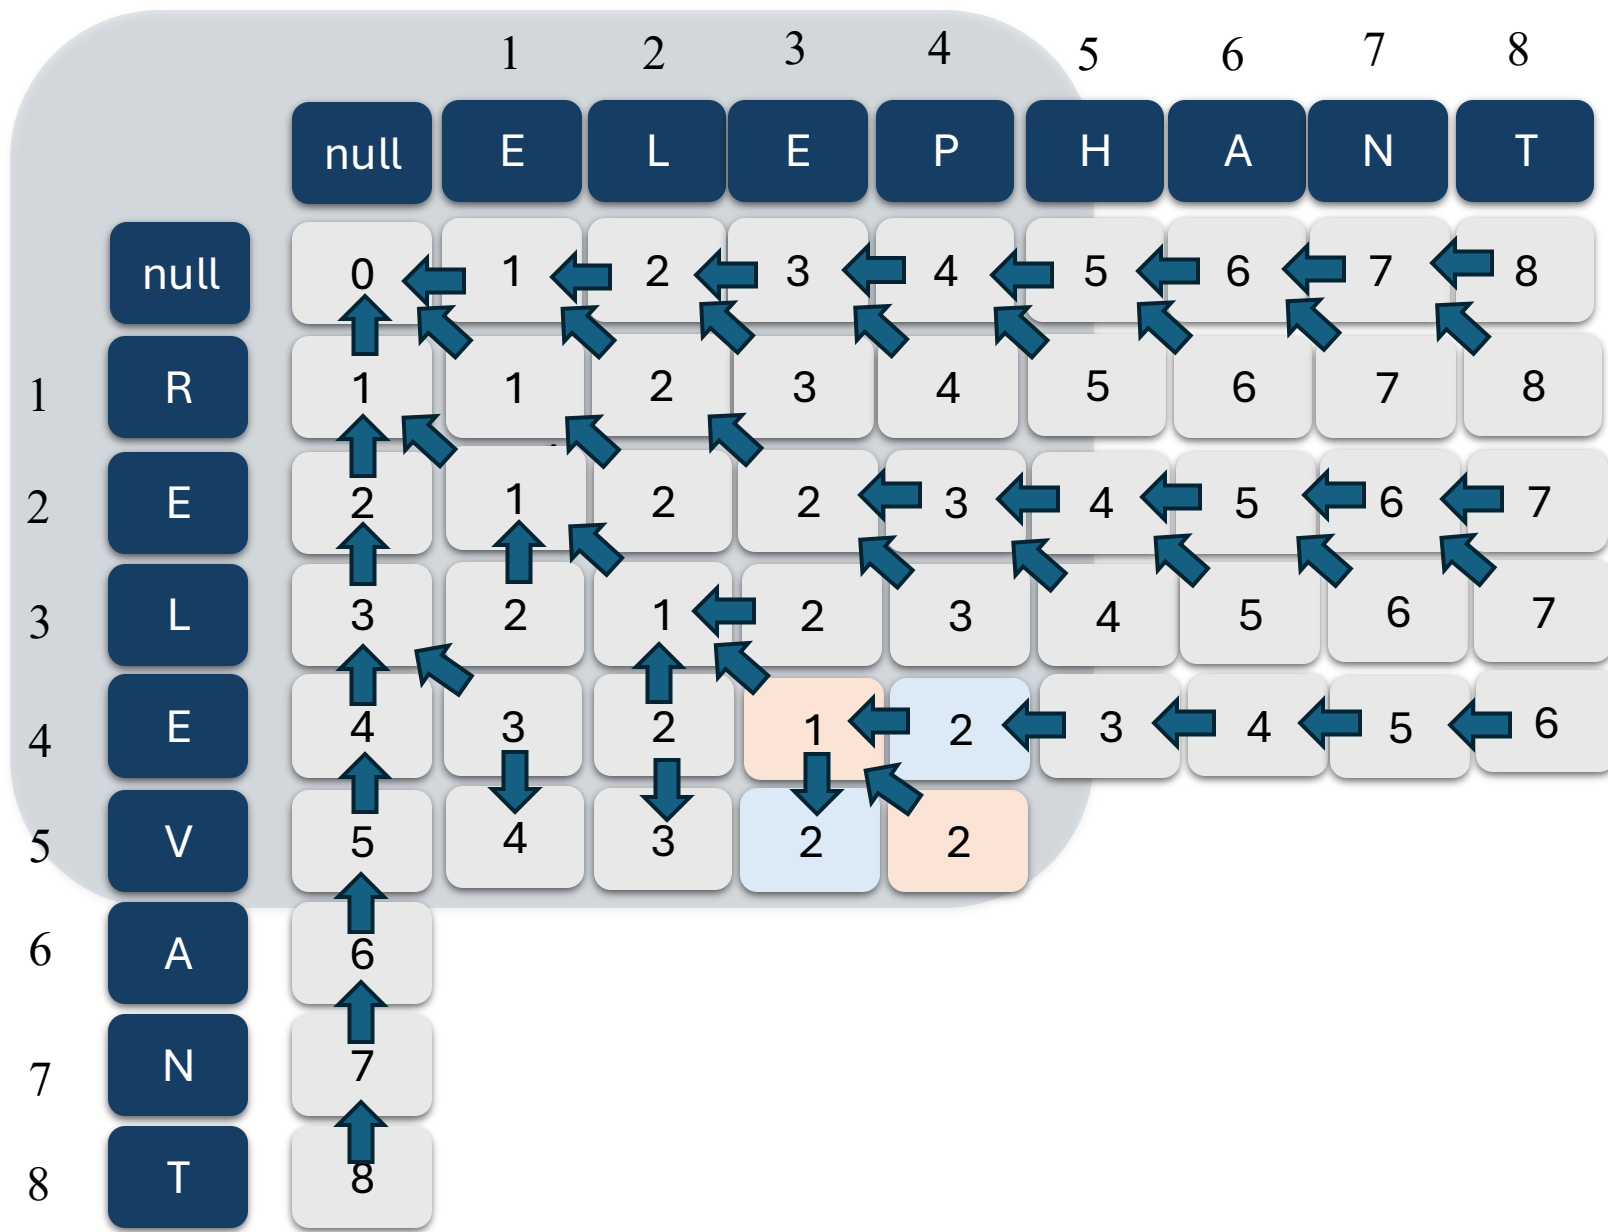 1 2 3 4 5 6 7 8
null E L E P H A N T
null 0 1 2 3 4 5 6 7 8
1 R 1 1 2 3 4 5 6 7 8
2 E 2 1 2 2 3 4 5 6 7
3 L 3 2 1 2 3 4 5 6 7
4 E 4 3 2 1 2 3 4 5 6
5 V 5 4 3 2 2
6 A 6
7 N 7
8 T 8